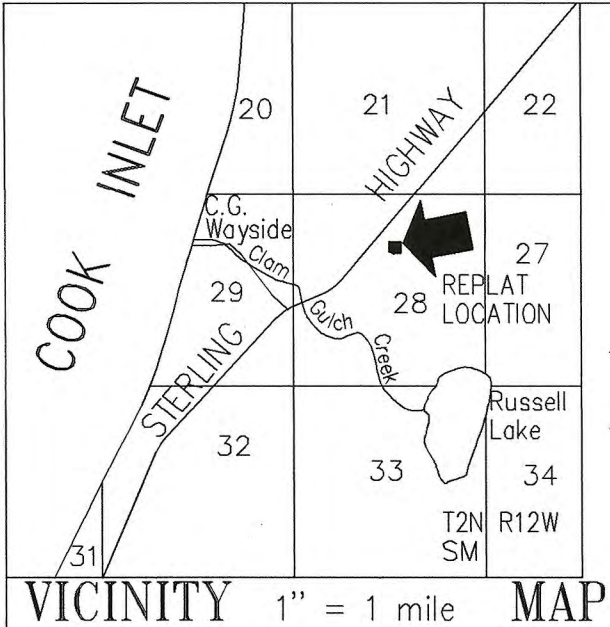 20
21
22
COOK INLET
HIGHWAY
C.G.
Wayside
Clam
Gulch
Creek
27
29
28
REPLAT
LOCATION
STERLING
Russell
Lake
32
33
34
T2N R12W
SM
31
VICINITY 1" = 1 mile MAP